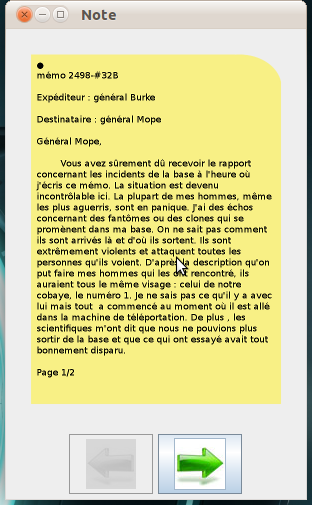 Note
●
mémo 2498-#32B
Expéditeur : général Burke
Destinataire : général Mope
Général Mope,
Vous avez sûrement dû recevoir le rapport
concernant les incidents de la base à l'heure où
j'écris ce mémo. La situation est devenu
incontrôlable ici. La plupart de mes hommes, même
les plus aguerris, sont en panique. J'ai des échos
concernant des fantômes ou des clones qui se
promènent dans ma base. On ne sait pas comment
ils sont arrivés là et d'où ils sortent. Ils sont
extrêmement violents et attaquent toutes les
personnes qu'ils voient. D'après la description qu'on
put faire mes hommes qui les ont rencontré, ils
auraient tous le même visage : celui de notre
cobaye, le numéro 1. Je ne sais pas ce qu'il y a avec
lui mais tout  a commencé au moment où il est allé
dans la machine de téléportation. De plus , les
scientifiques m'ont dit que nous ne pouvions plus
sortir de la base et que ce qui ont essayé avait tout
bonnement disparu.
Page 1/2